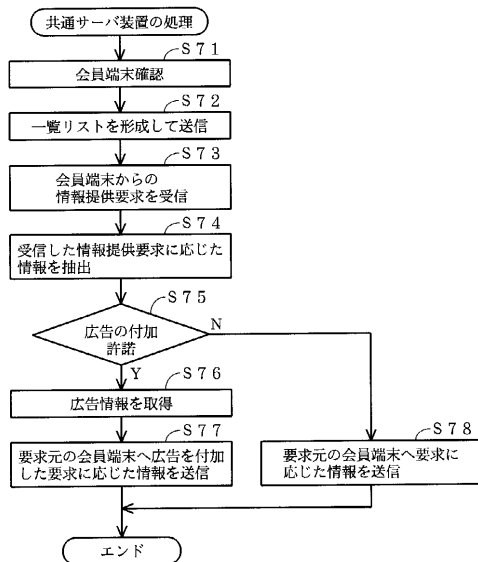 共通サーバ装置の処理
S71
会員端末確認
S72
一覧リストを形成して送信
S73
会員端末からの
情報提供要求を受信
S74
受信した情報提供要求に応じた
情報を抽出
S75
広告の付加
許諾
N
Y
S76
広告情報を取得
S77
要求元の会員端末へ広告を付加
した要求に応じた情報を送信
S78
要求元の会員端末へ要求に
応じた情報を送信
エンド